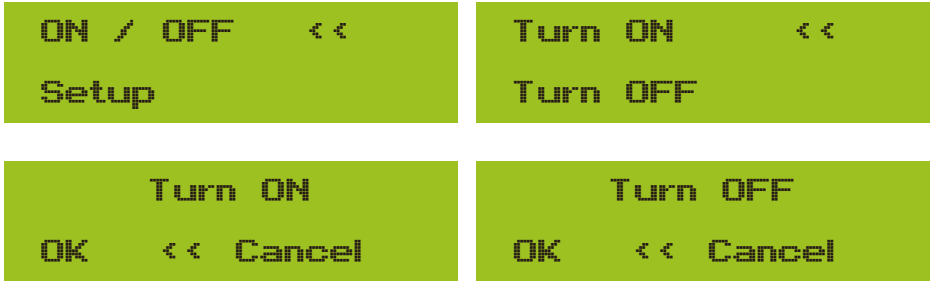 ON / OFF <<
Setup
Turn ON <<
Turn OFF
Turn ON
OK << Cancel
Turn OFF
OK << Cancel